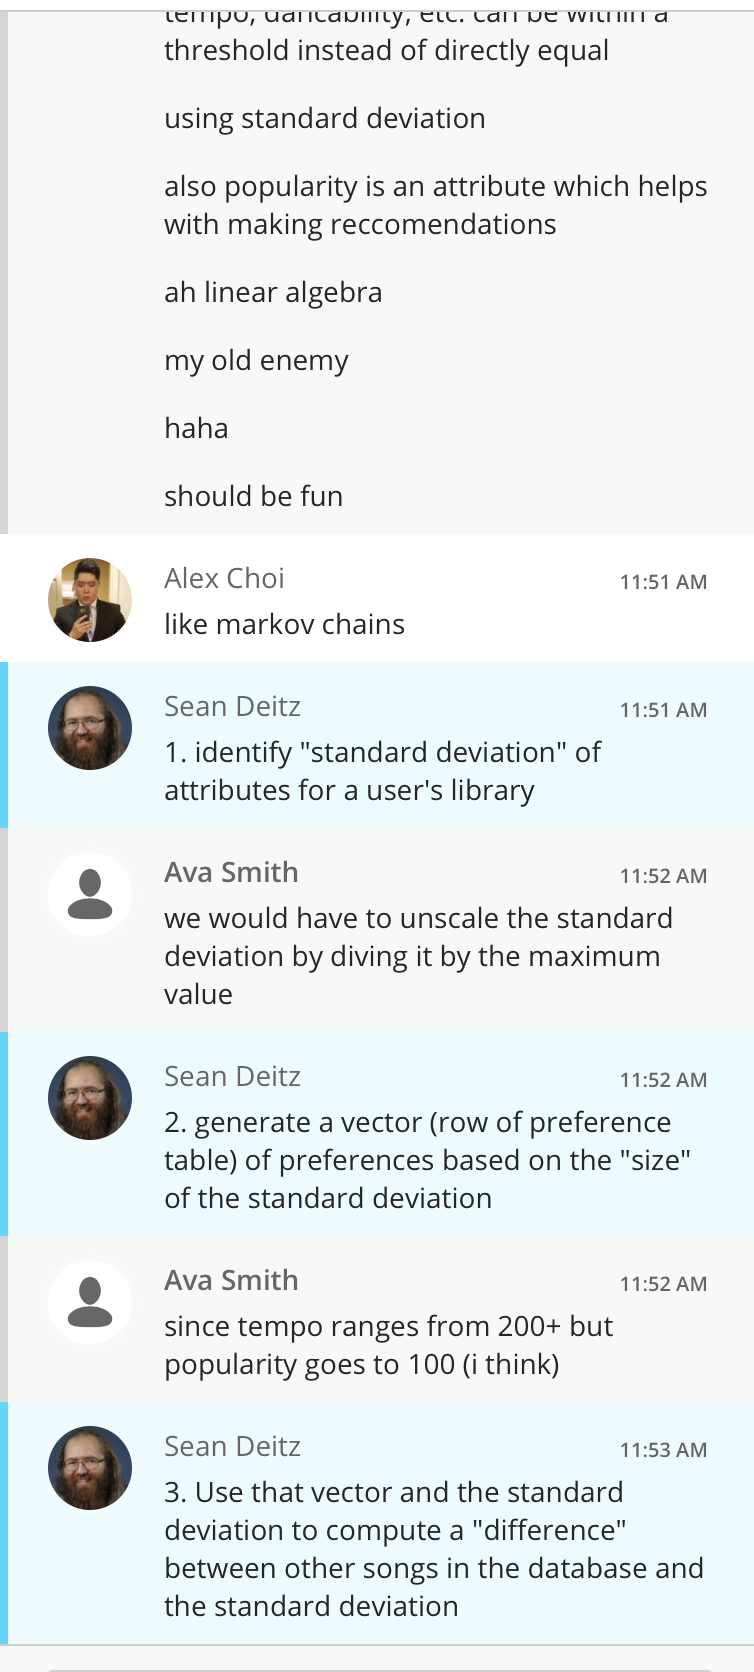 tempo, dancability, etc. can be within a
threshold instead of directly equal
using standard deviation
also popularity is an attribute which helps
with making reccomendations
ah linear algebra
my old enemy
haha
should be fun
Alex Choi
11:51 AM
like markov chains
Sean Deitz
11:51 AM
1. identify "standard deviation" of
attributes for a user's library
Ava Smith
11:52 AM
we would have to unscale the standard
deviation by diving it by the maximum
value
Sean Deitz
11:52 AM
2. generate a vector (row of preference
table) of preferences based on the "size"
of the standard deviation
Ava Smith
11:52 AM
since tempo ranges from 200+ but
popularity goes to 100 (i think)
Sean Deitz
11:53 AM
3. Use that vector and the standard
deviation to compute a "difference"
between other songs in the database and
the standard deviation